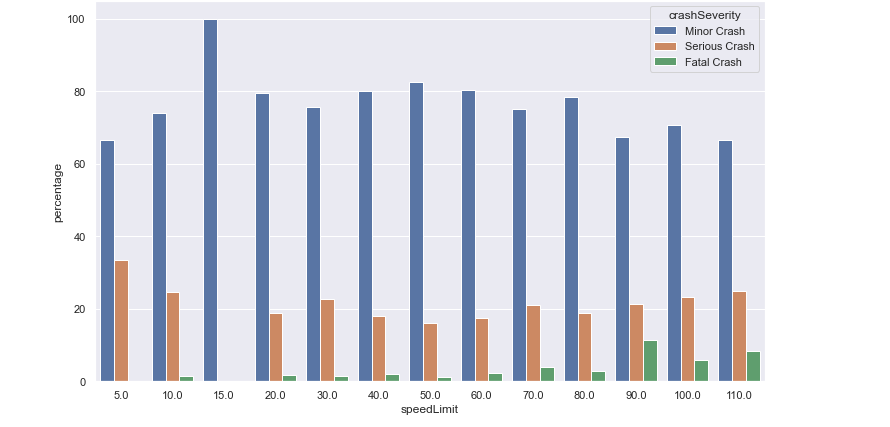 crashSeverity
Minor Crash
Serious Crash
Fatal Crash
100
80
60
40
20
0
percentage
5.0 10.0 15.0 20.0 30.0 40.0 50.0 60.0 70.0 80.0 90.0 100.0 110.0
speedLimit